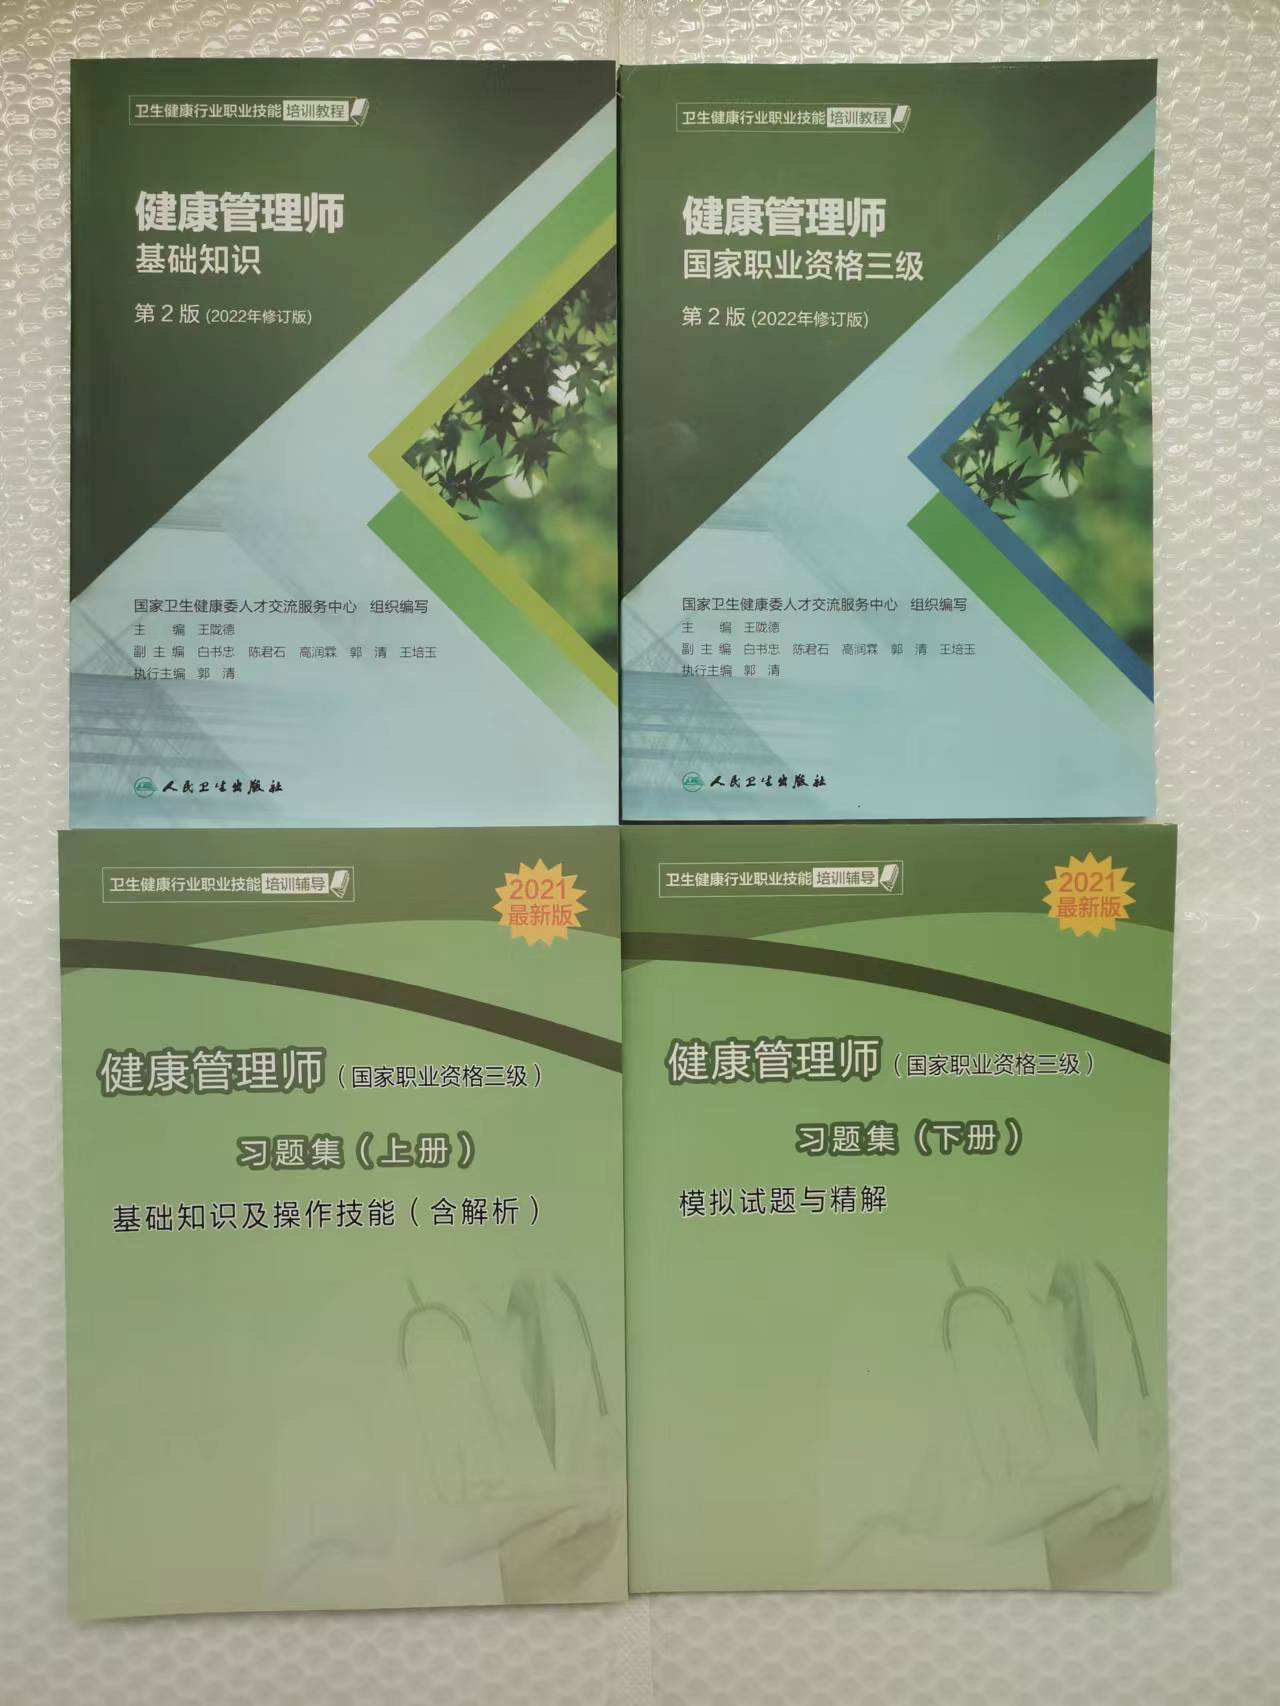 卫生健康行业职业技能培训教程
健康管理师
基础知识
第2版 (2022年修订版)
国家卫生健康委人才交流服务中心 组织编写
主 编 王陇德
副主编 白书忠 陈君石 高润霖 郭 清 王培玉
执行主编 郭 清
人民卫生出版社
卫生健康行业职业技能培训教程
健康管理师
国家职业资格三级
第2版 (2022年修订版)
国家卫生健康委人才交流服务中心 组织编写
主 编 王陇德
副主编 白书忠 陈君石 高润霖 郭 清 王培玉
执行主编 郭 清
人民卫生出版社
卫生健康行业职业技能培训辅导
2021
最新版
健康管理师（国家职业资格三级）
习题集（上册）
基础知识及操作技能（含解析）
卫生健康行业职业技能培训辅导
2021
最新版
健康管理师（国家职业资格三级）
习题集（下册）
模拟试题与精解